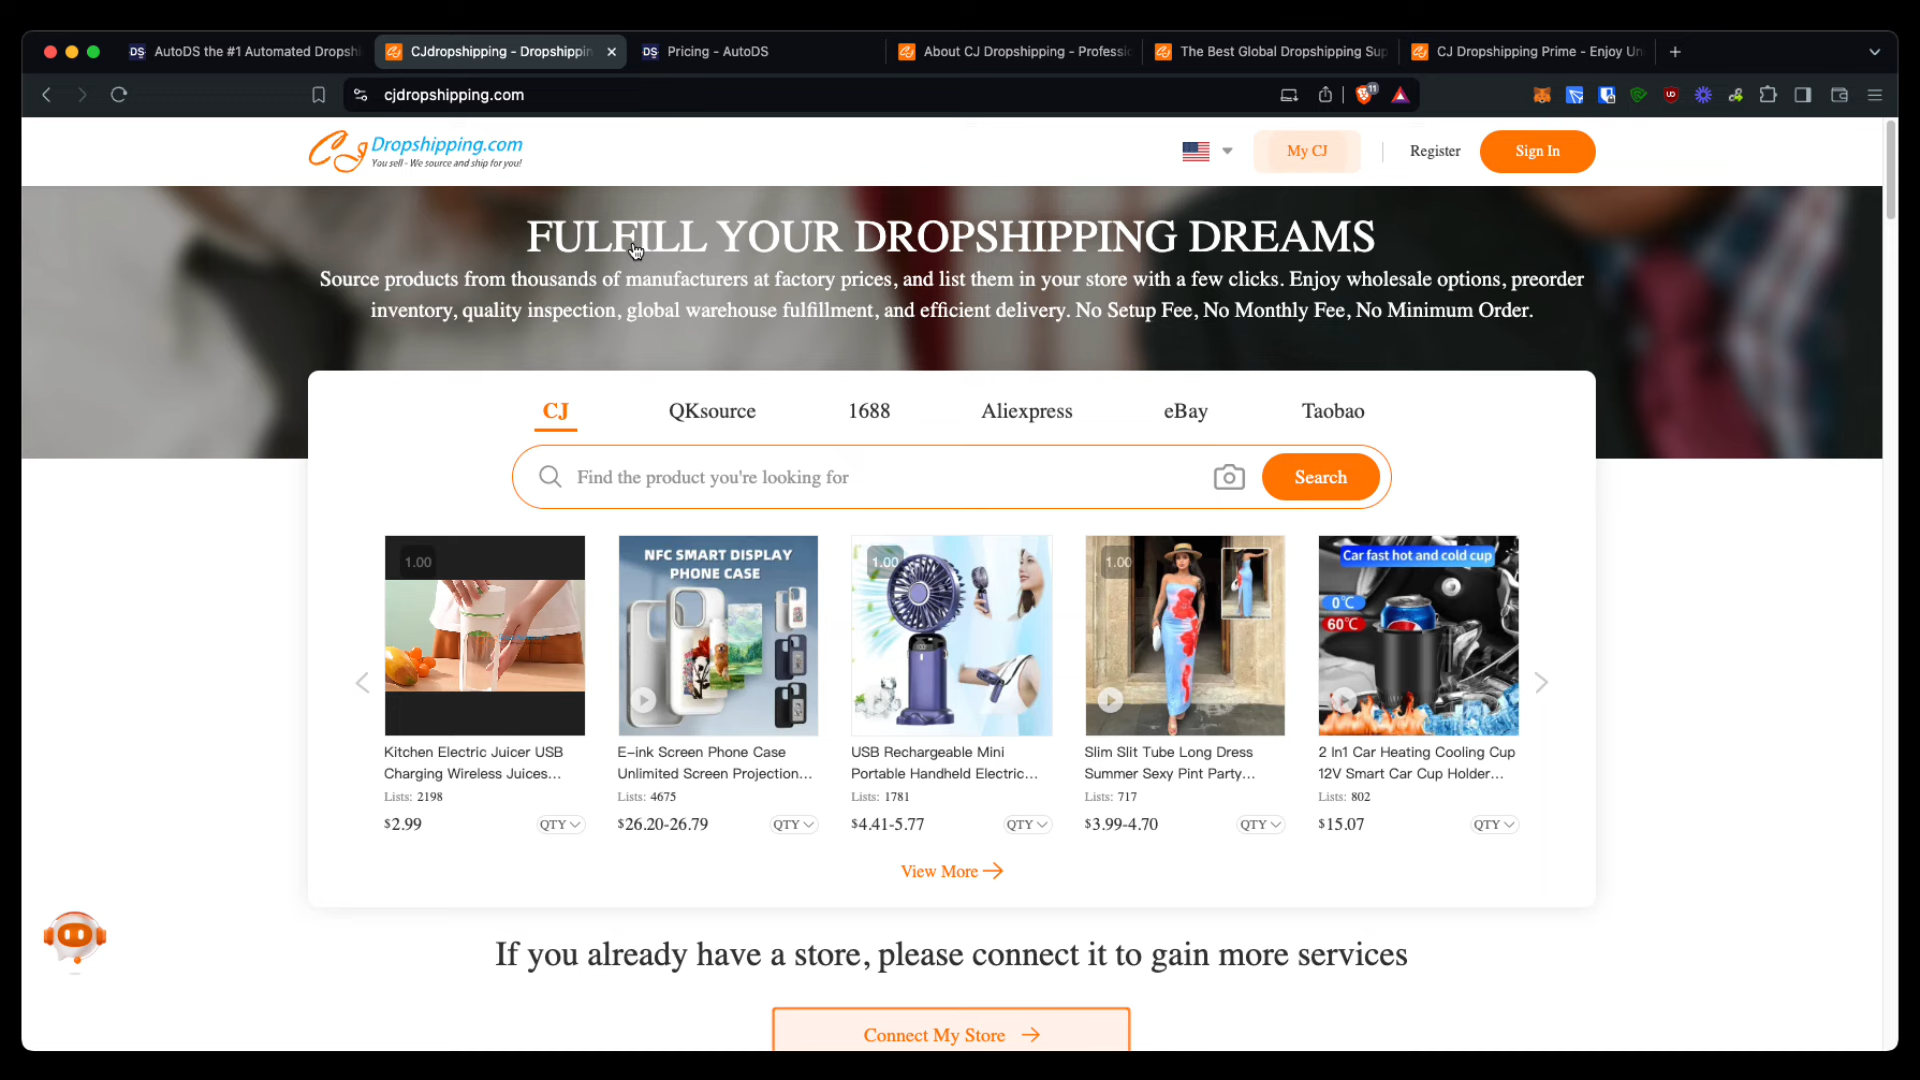 AutoDS the #1 Automated Dropshi
CJdropshipping - Dropshippin
Pricing - AutoDS
About CJ Dropshipping - Professi
The Best Global Dropshipping Sup
CJ Dropshipping Prime - Enjoy Un
cjdropshipping.com
11
CJ Dropshipping.com
You sell - We source and ship for you!
My CJ
Register
Sign In
FULFILL YOUR DROPSHIPPING DREAMS
Source products from thousands of manufacturers at factory prices, and list them in your store with a few clicks. Enjoy wholesale options, preorder
inventory, quality inspection, global warehouse fulfillment, and efficient delivery. No Setup Fee, No Monthly Fee, No Minimum Order.
CJ
QKsource
1688
Aliexpress
eBay
Taobao
Find the product you're looking for
Search
1.00
NFC SMART DISPLAY
PHONE CASE
1.00
1.00
Car fast hot and cold cup
0°C
60°C
Kitchen Electric Juicer USB
Charging Wireless Juices...
Lists: 2198
$2.99
QTY
E-ink Screen Phone Case
Unlimited Screen Projection...
Lists: 4675
$26.20-26.79
QTY
USB Rechargeable Mini
Portable Handheld Electric...
Lists: 1781
$4.41-5.77
QTY
Slim Slit Tube Long Dress
Summer Sexy Pint Party...
Lists: 717
$3.99-4.70
QTY
2 In1 Car Heating Cooling Cup
12V Smart Car Cup Holder...
Lists: 802
$15.07
QTY
View More
If you already have a store, please connect it to gain more services
Connect My Store